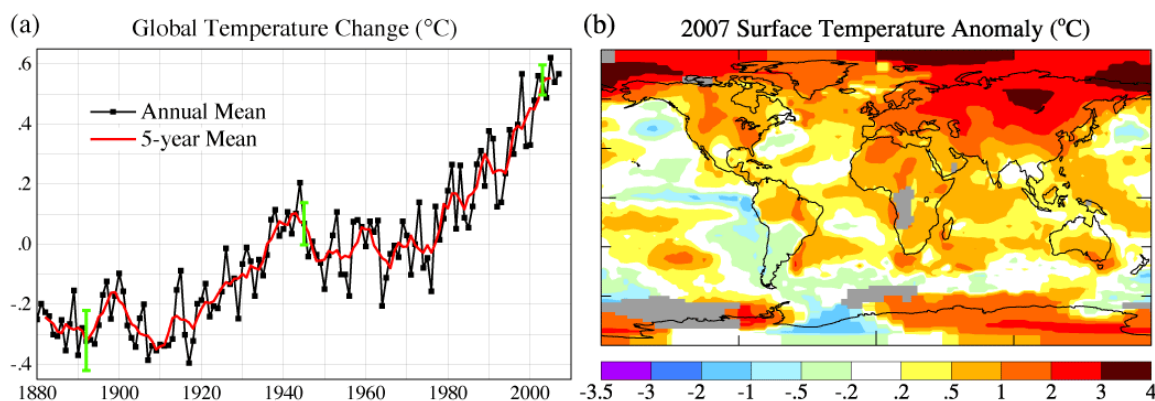 (a) Global Temperature Change (°C)
.6
.4
.2
.0
-.2
-.4
Annual Mean
5-year Mean
1880 1900 1920 1940 1960 1980 2000
(b) 2007 Surface Temperature Anomaly (°C)
-3.5 -3 -2 -1 -.5 -.2 .2 .5 1 2 3 4